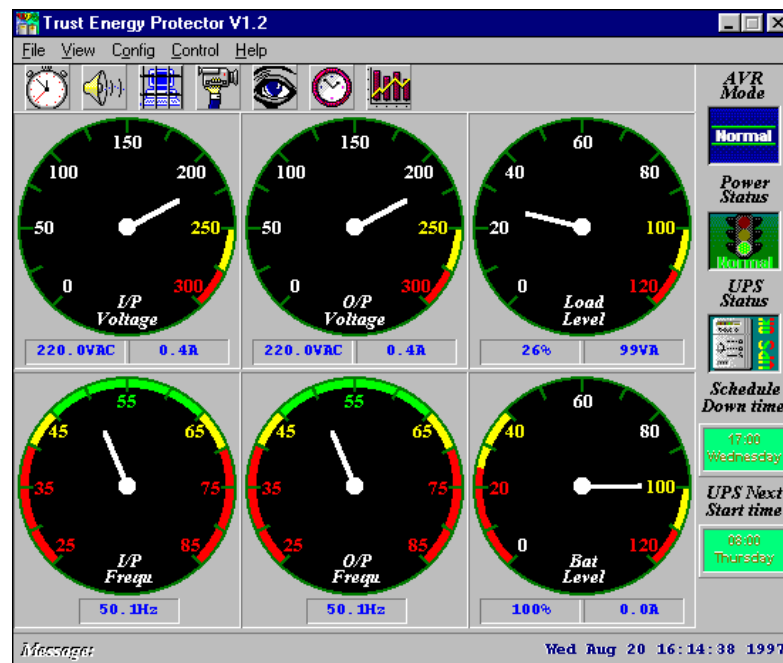 Trust Energy Protector V1.2
File View Config Control Help
AVR
Mode
Normal
Power
Status
Normal
UPS
Status
Schedule
Down time
17:00
Wednesday
UPS Next
Start time
08:00
Thursday
0 50 100 150 200 250 300
I/P
Voltage
220.0VAC 0.4A
0 50 100 150 200 250 300
O/P
Voltage
220.0VAC 0.4A
0 20 40 60 80 100 120
Load
Level
26% 99VA
25 35 45 55 65 75 85
I/P
Frequ
50.1Hz
25 35 45 55 65 75 85
O/P
Frequ
50.1Hz
0 20 40 60 80 100 120
Bat
Level
100% 0.0A
Message:
Wed Aug 20 16:14:38 1997